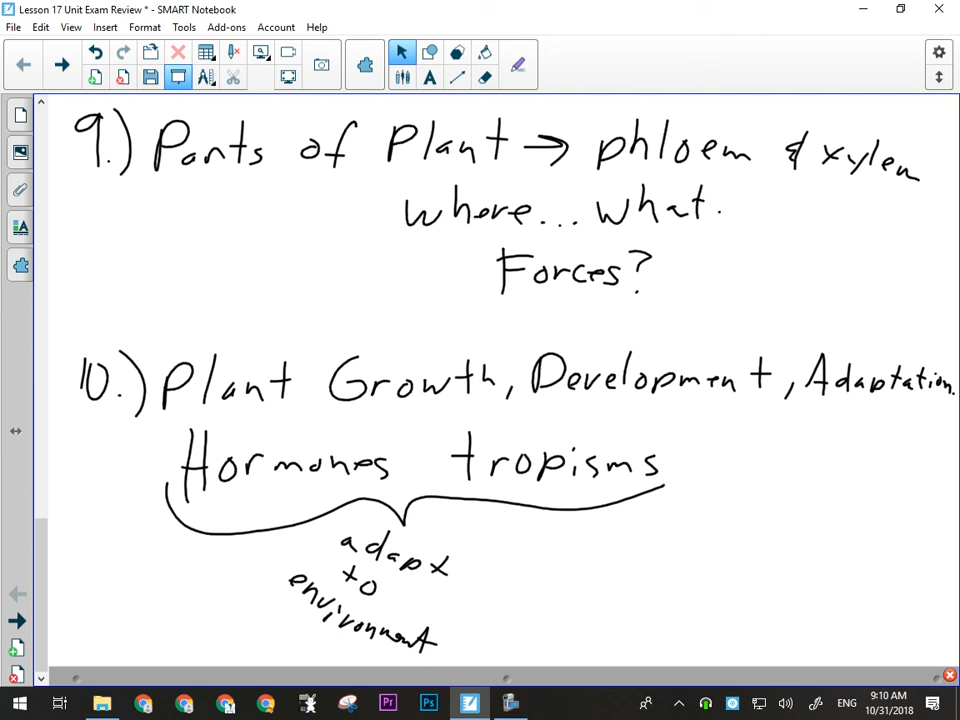 Lesson 17 Unit Exam Review * - SMART Notebook
File Edit View Insert Format Tools Add-ons Account Help
9.) Parts of Plant → phloem & xylem
where... what.
Forces?
10.) Plant Growth, Development, Adaptation.
Hormones tropisms
adapt
to
environment
ENG
9:10 AM
10/31/2018